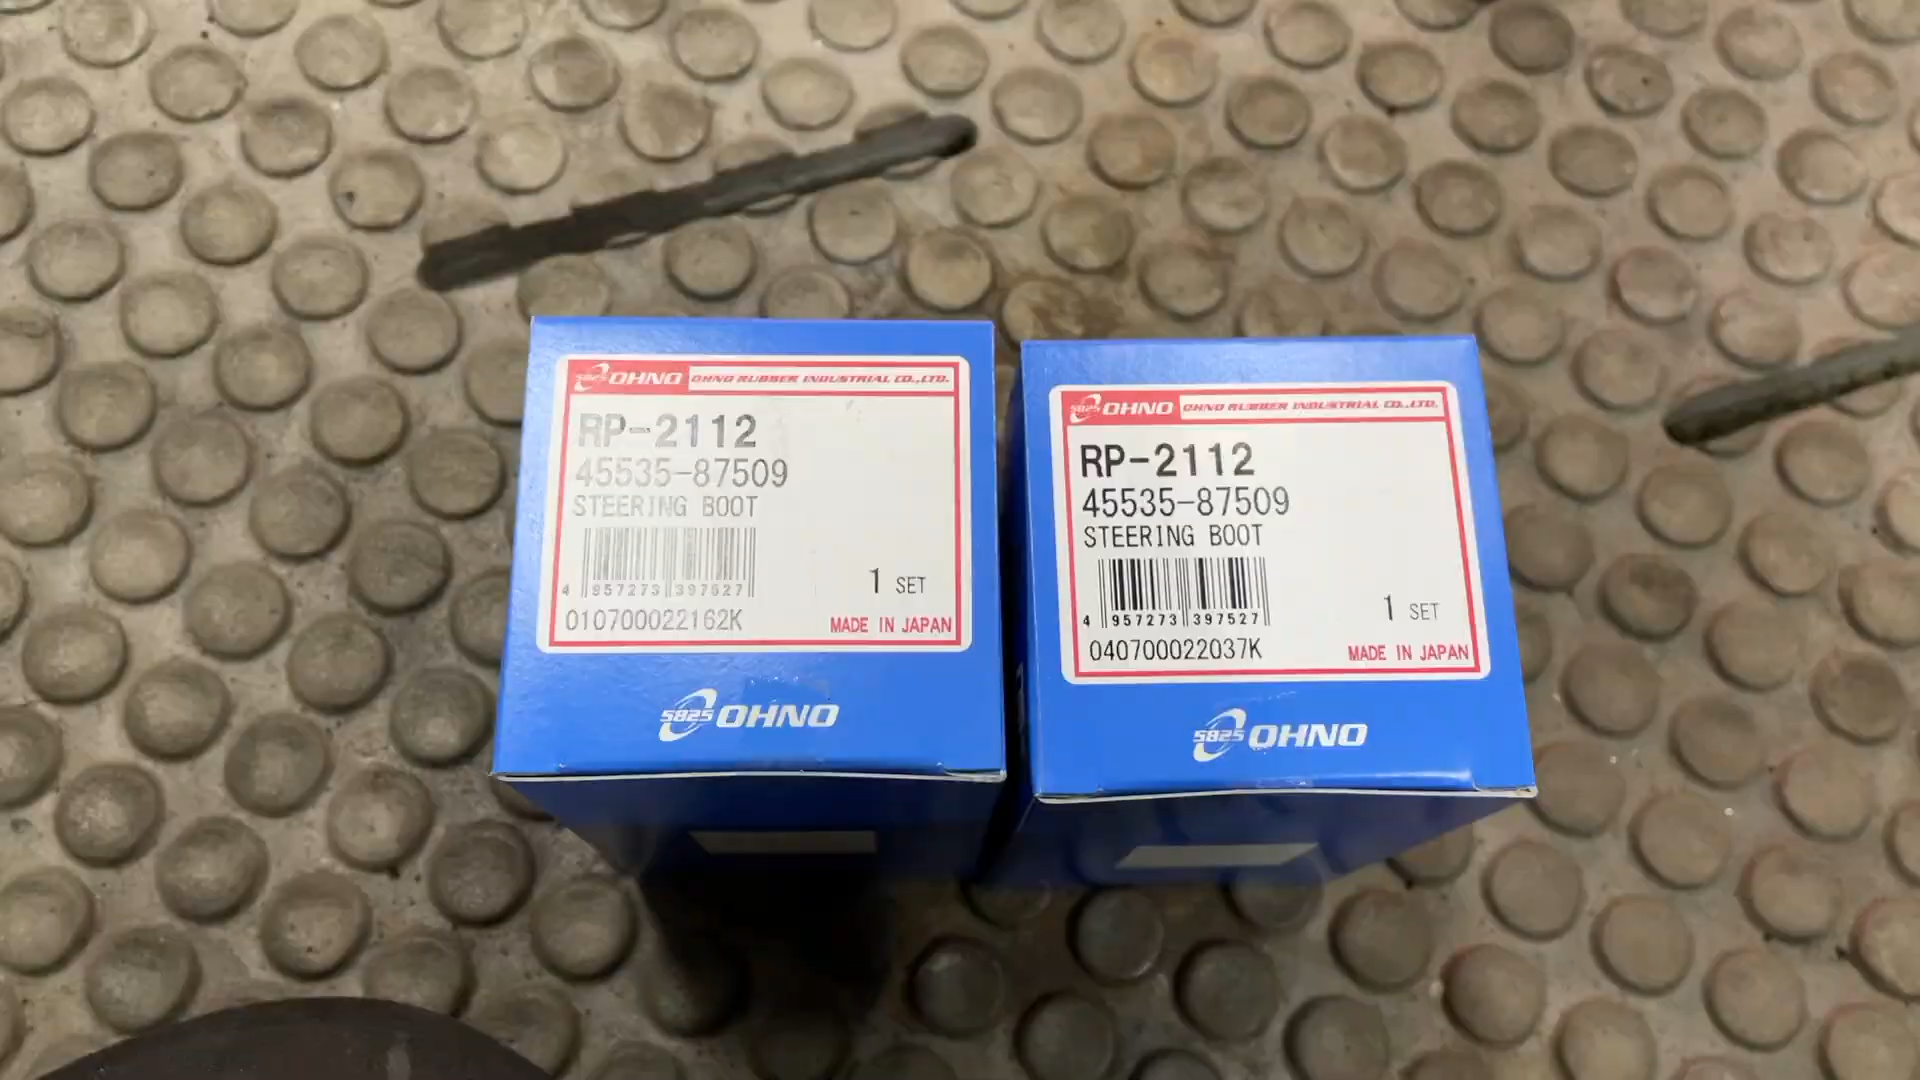 5825 OHNO OHNO RUBBER INDUSTRIAL CO.,LTD.
RP-2112
45535-87509
STEERING BOOT
4 957273 397527
1 SET
010700022162K
MADE IN JAPAN
5825 OHNO
5825 OHNO OHNO RUBBER INDUSTRIAL CO.,LTD.
RP-2112
45535-87509
STEERING BOOT
4 957273 397527
1 SET
040700022037K
MADE IN JAPAN
5825 OHNO